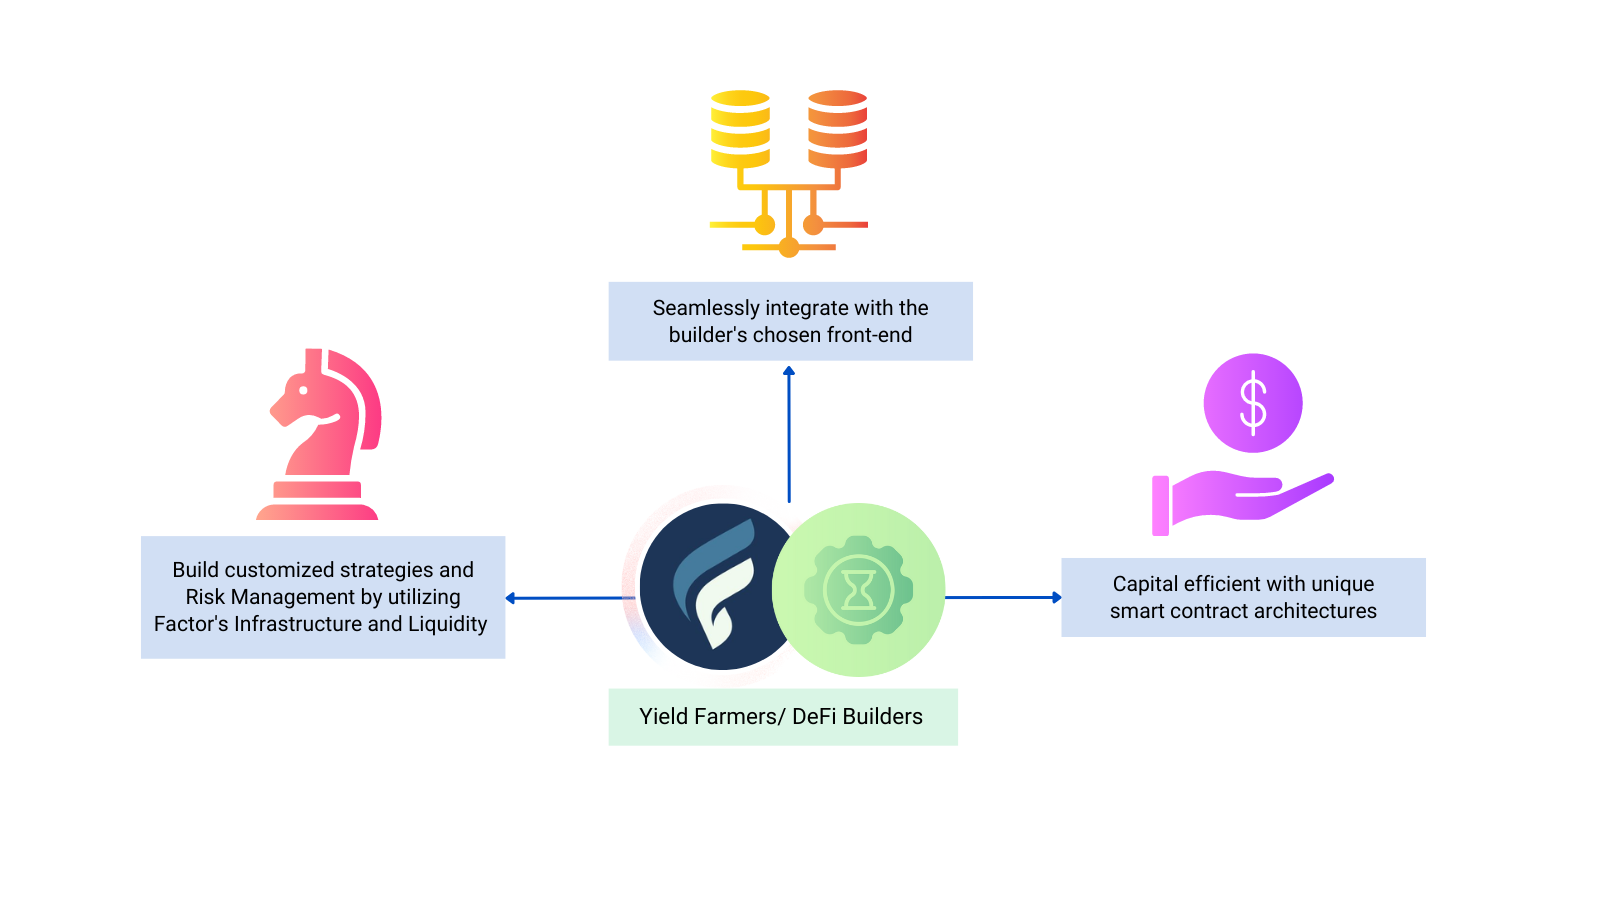 Seamlessly integrate with the
builder's chosen front-end
Build customized strategies and
Risk Management by utilizing
Factor's Infrastructure and Liquidity
$
Capital efficient with unique
smart contract architectures
Yield Farmers/ DeFi Builders